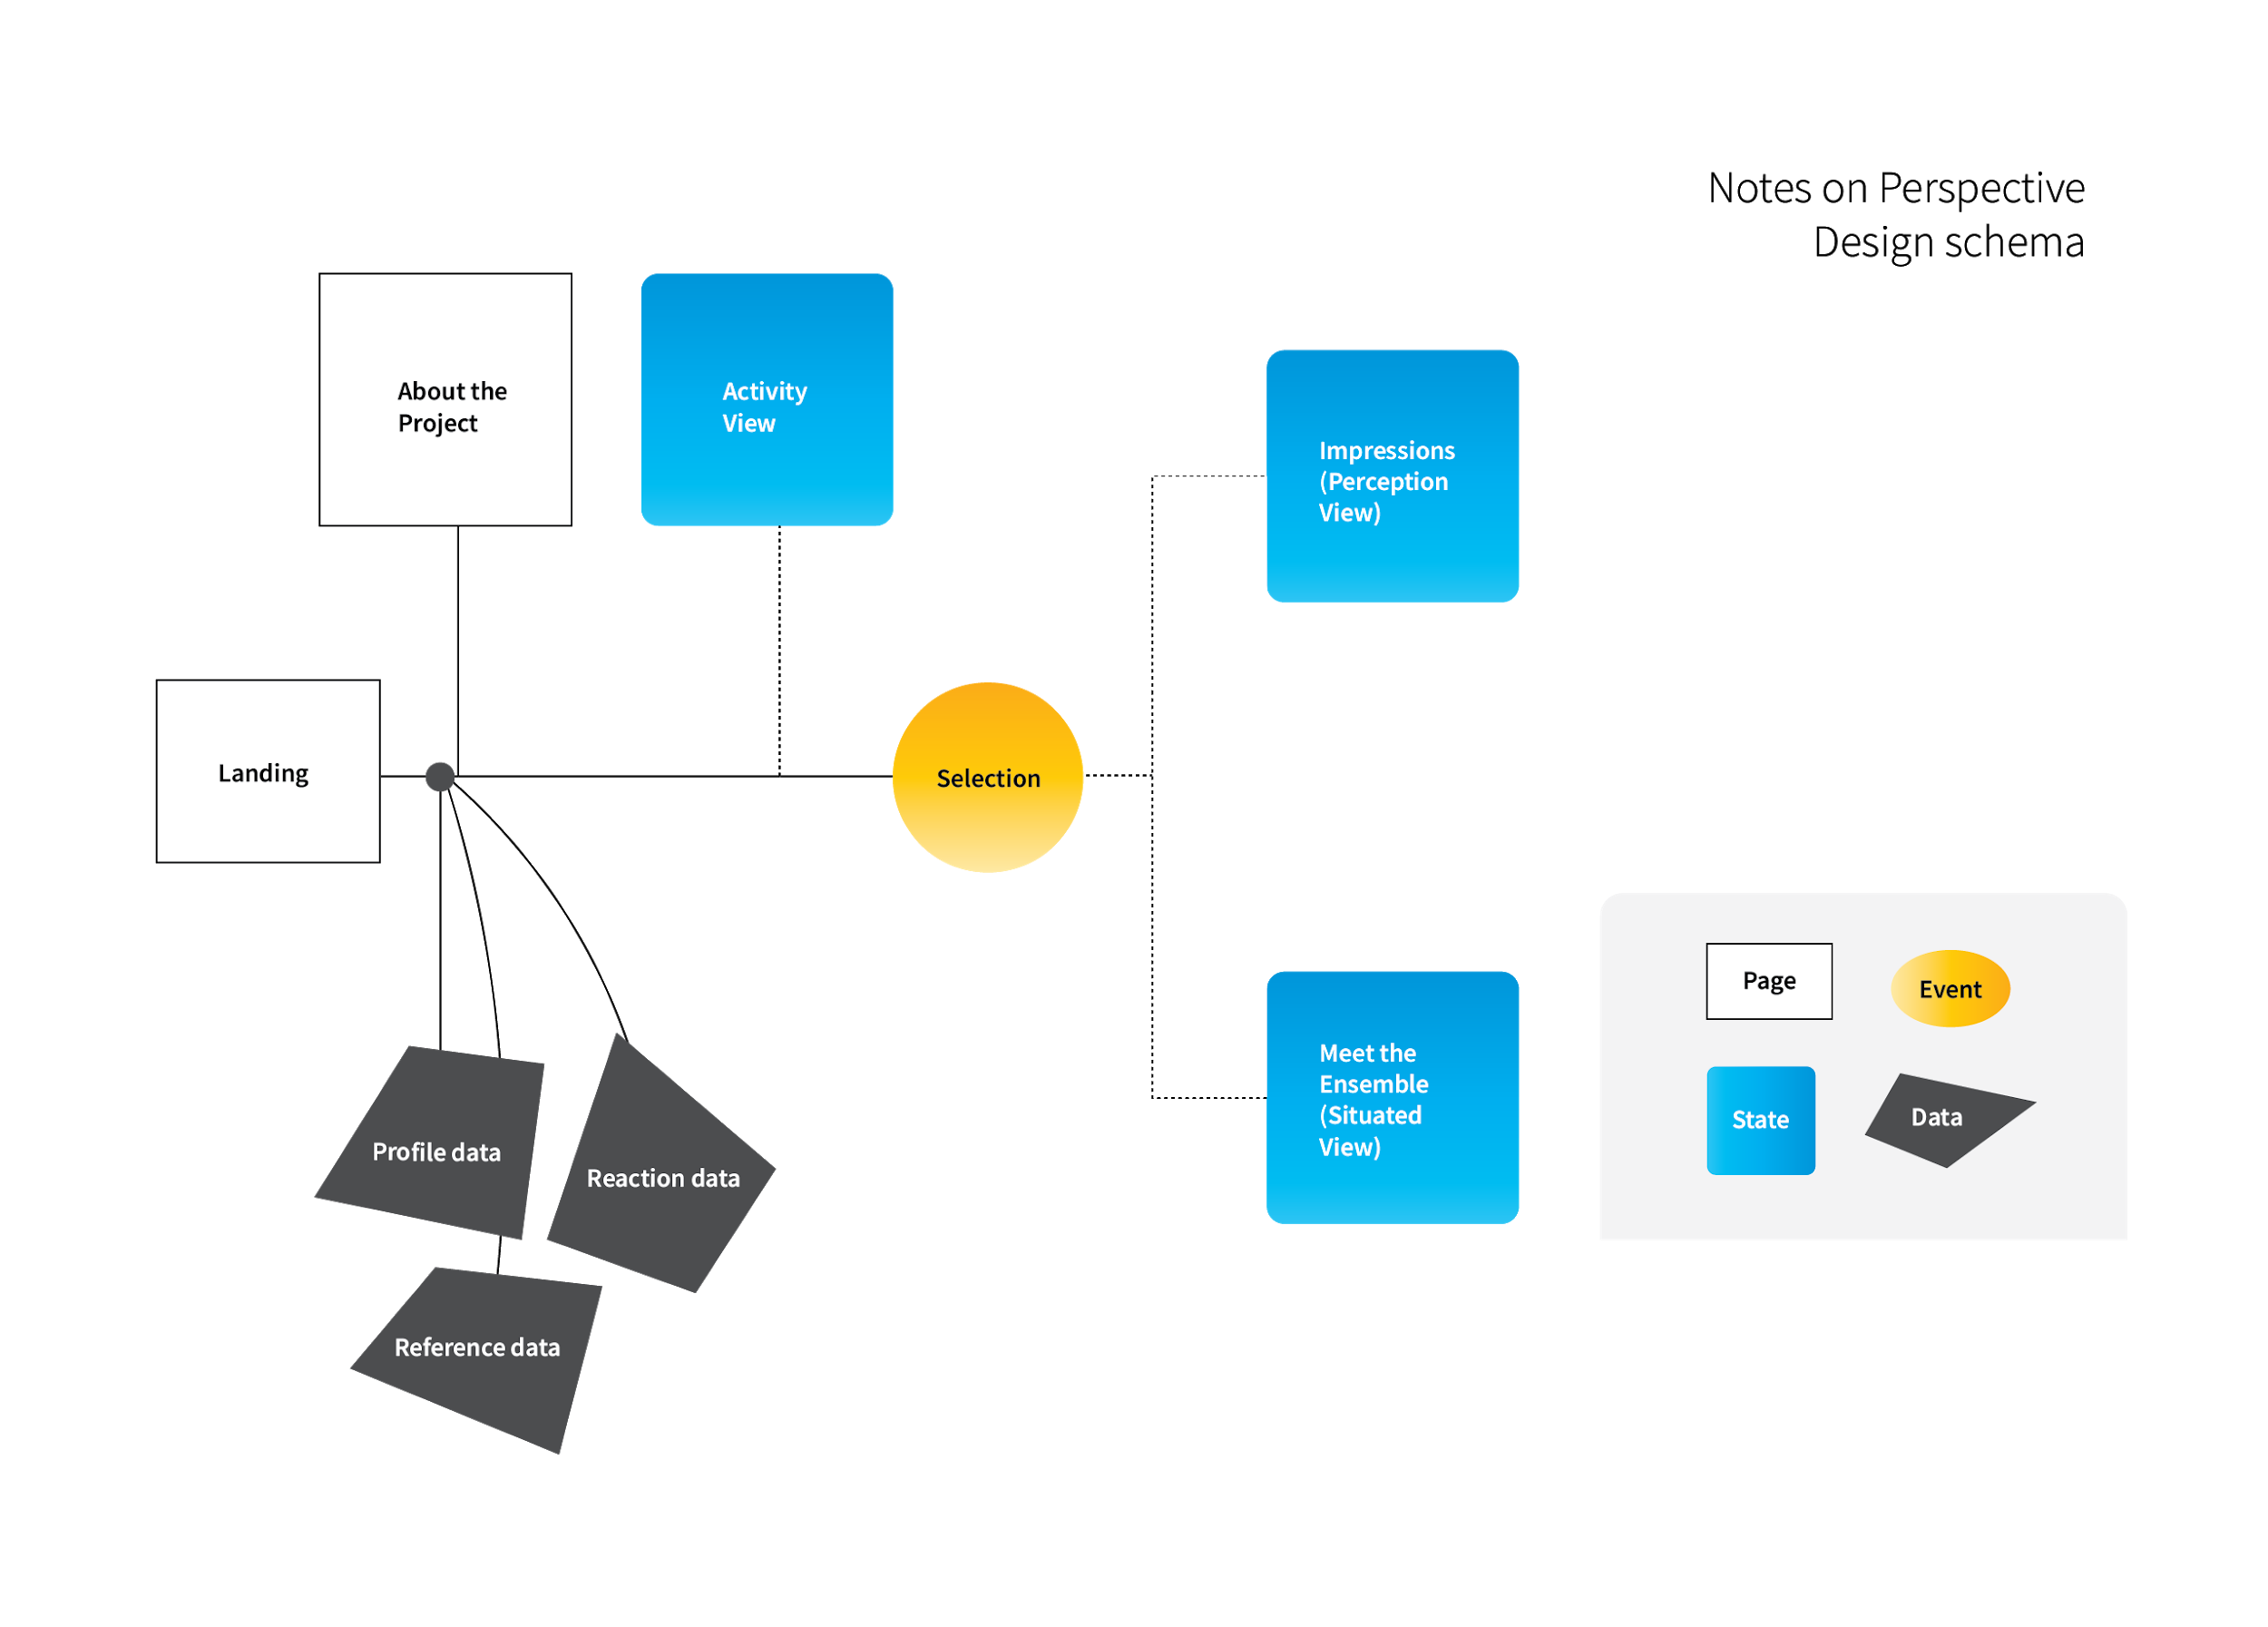 Notes on Perspective
Design schema
About the
Project
Activity
View
Impressions
(Perception
View)
Landing
Selection
Meet the
Ensemble
(Situated
View)
Profile data
Reaction data
Reference data
Page
Event
State
Data